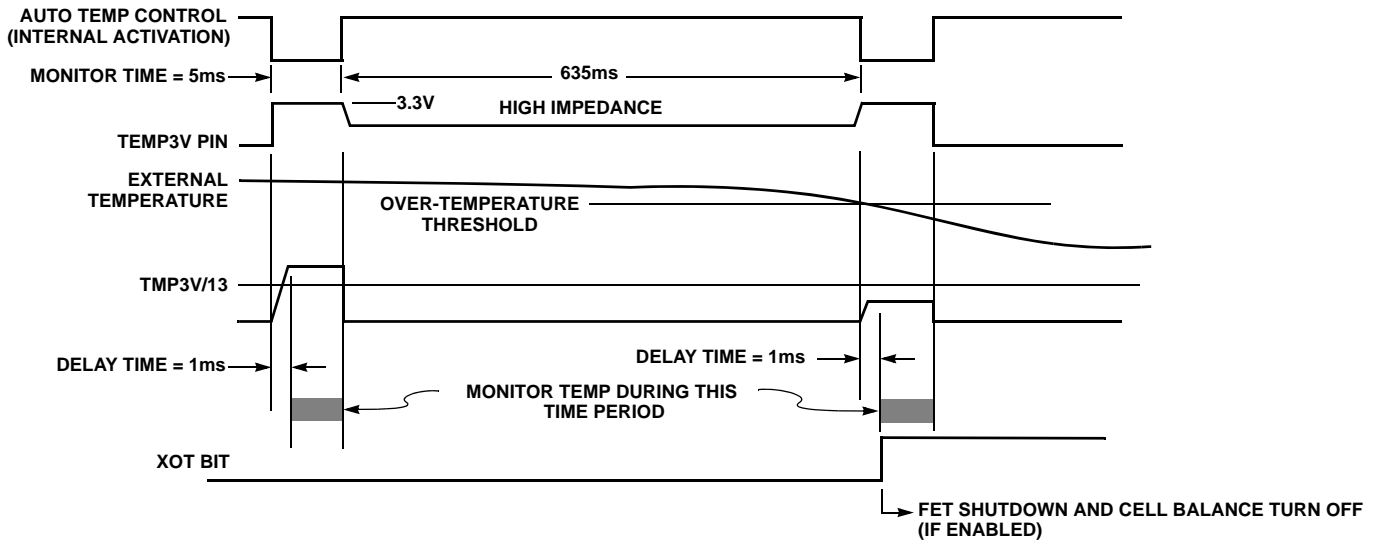 AUTO TEMP CONTROL
(INTERNAL ACTIVATION)
MONITOR TIME = 5ms
635ms
3.3V
HIGH IMPEDANCE
TEMP3V PIN
EXTERNAL
TEMPERATURE
OVER-TEMPERATURE
THRESHOLD
TMP3V/13
DELAY TIME = 1ms
DELAY TIME = 1ms
MONITOR TEMP DURING THIS
TIME PERIOD
XOT BIT
FET SHUTDOWN AND CELL BALANCE TURN OFF
(IF ENABLED)